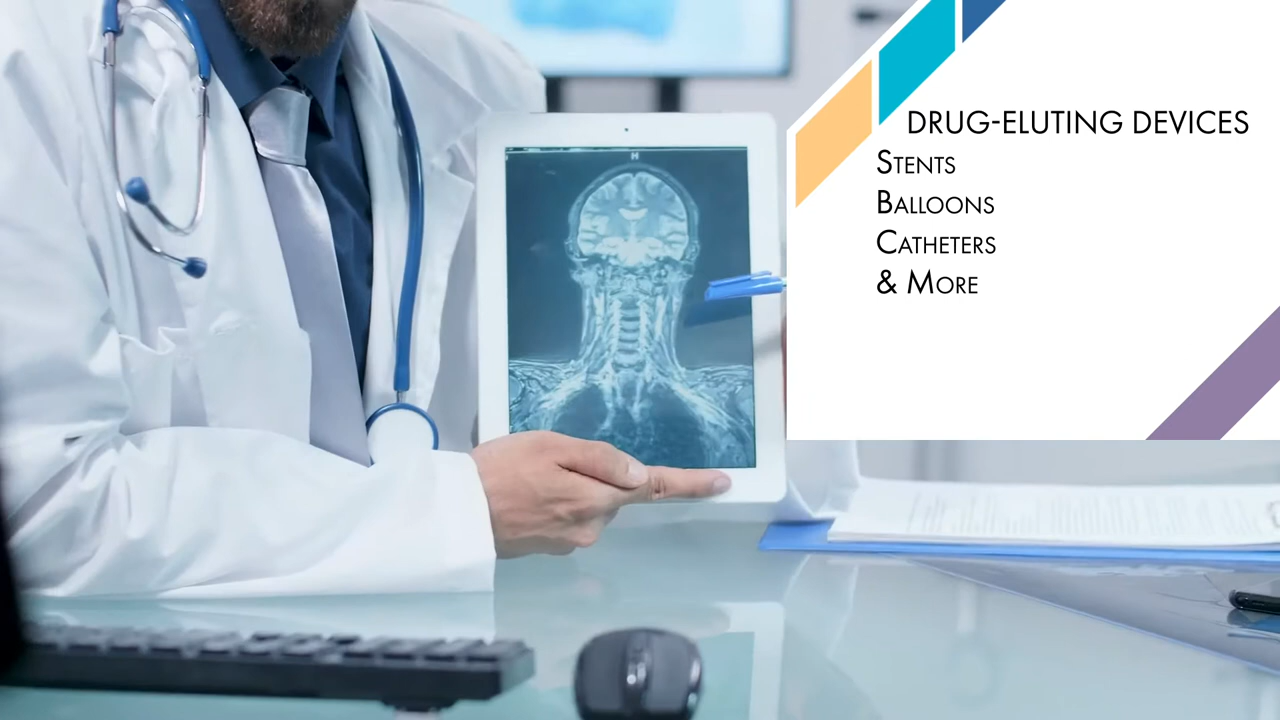 H
DRUG-ELUTING DEVICES
STENTS
BALLOONS
CATHETERS
& MORE